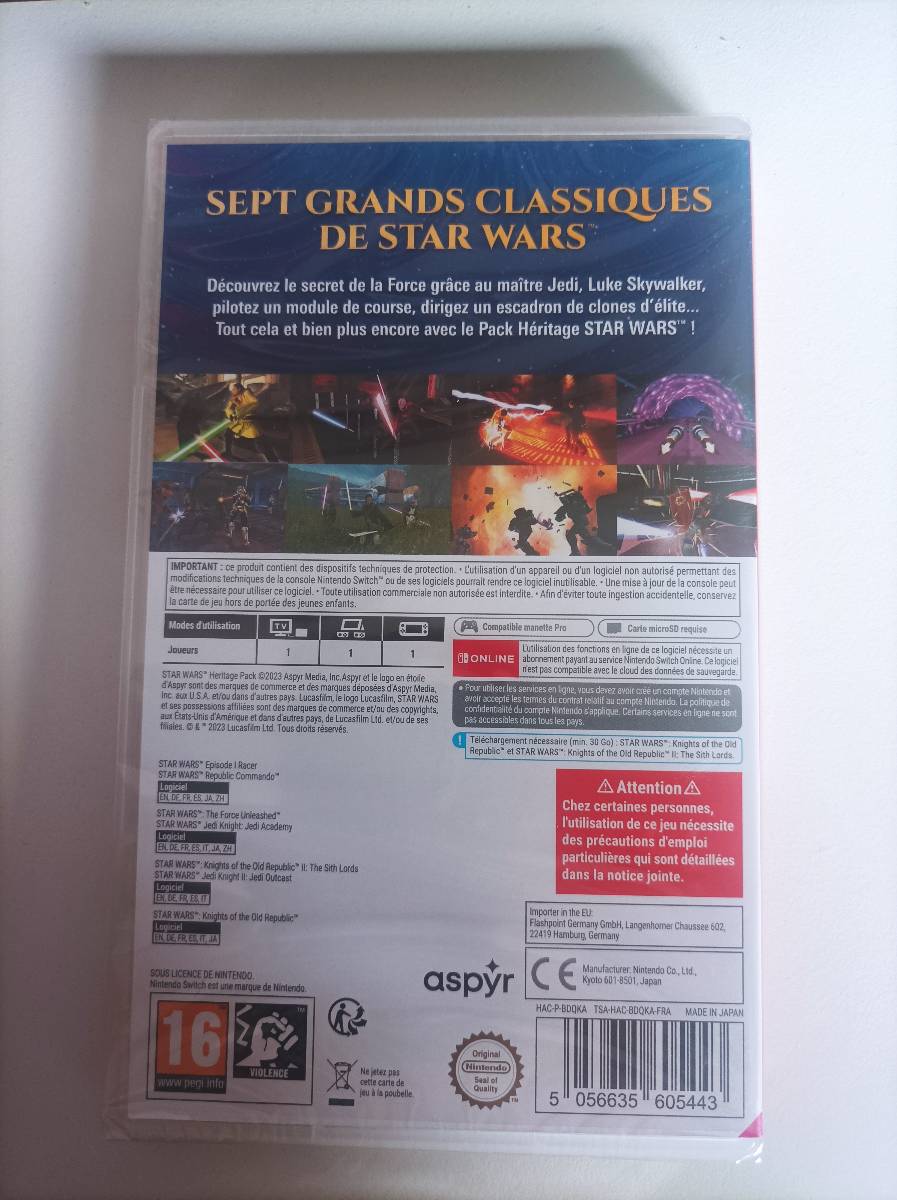 SEPT GRANDS CLASSIQUES
DE STAR WARS™
Découvrez le secret de la Force grâce au maître Jedi, Luke Skywalker,
pilotez un module de course, dirigez un escadron de clones d'élite...
Tout cela et bien plus encore avec le Pack Héritage STAR WARS™ !
IMPORTANT : ce produit contient des dispositifs techniques de protection. • L'utilisation d'un appareil ou d'un logiciel non autorisé permettant des
modifications techniques de la console Nintendo Switch™ ou de ses logiciels pourrait rendre ce logiciel inutilisable. • Une mise à jour de la console peut
être nécessaire pour utiliser ce logiciel. • Toute utilisation commerciale non autorisée est interdite. • Afin d'éviter toute ingestion accidentelle, conservez
la carte de jeu hors de portée des jeunes enfants.
Modes d'utilisation
TV
Joueurs
1
1
1
Compatible manette Pro
Carte microSD requise
ONLINE
L'utilisation des fonctions en ligne de ce logiciel nécessite un
abonnement payant au service Nintendo Switch Online. Ce logiciel
n'est pas compatible avec le cloud des données de sauvegarde.
• Pour utiliser les services en ligne, vous devez avoir créé un compte Nintendo et
avoir accepté les termes du contrat relatif au compte Nintendo. La politique de
confidentialité du compte Nintendo s'applique. Certains services en ligne ne sont
pas accessibles dans tous les pays.
! Téléchargement nécessaire (min. 30 Go) : STAR WARS™: Knights of the Old
Republic™ et STAR WARS™: Knights of the Old Republic™ II: The Sith Lords.
STAR WARS™ Heritage Pack ©2023 Aspyr Media, Inc. Aspyr et le logo en étoile
d'Aspyr sont des marques de commerce et des marques déposées d'Aspyr Media,
Inc. aux U.S.A. et/ou dans d'autres pays. Lucasfilm, le logo Lucasfilm, STAR WARS
et ses possessions affiliées sont des marques de commerce et/ou des copyrights,
aux États-Unis d'Amérique et dans d'autres pays, de Lucasfilm Ltd. et/ou de ses
filiales. © & ™ 2023 Lucasfilm Ltd. Tous droits réservés.
STAR WARS™ Episode I Racer
STAR WARS™ Republic Commando™
Logiciel
EN, DE, FR, ES, JA, ZH
STAR WARS™: The Force Unleashed™
STAR WARS™ Jedi Knight: Jedi Academy
Logiciel
EN, DE, FR, ES, IT, JA, ZH
STAR WARS™: Knights of the Old Republic™ II: The Sith Lords
STAR WARS™ Jedi Knight II: Jedi Outcast
Logiciel
EN, DE, FR, ES, IT
STAR WARS™: Knights of the Old Republic™
Logiciel
EN, DE, FR, ES, IT, JA
⚠ Attention ⚠
Chez certaines personnes,
l'utilisation de ce jeu nécessite
des précautions d'emploi
particulières qui sont détaillées
dans la notice jointe.
Importer in the EU:
Flashpoint Germany GmbH, Langenhorner Chaussee 602,
22419 Hamburg, Germany
aspyr
CE
Manufacturer: Nintendo Co., Ltd.,
Kyoto 601-8501, Japan
SOUS LICENCE DE NINTENDO.
Nintendo Switch est une marque de Nintendo.
HAC-P-BDQKA TSA-HAC-BDQKA-FRA MADE IN JAPAN
16
www.pegi.info
VIOLENCE
™
Ne jetez pas
cette carte de
jeu à la poubelle.
Original
Nintendo
Seal of
Quality
™
5 056635 605443